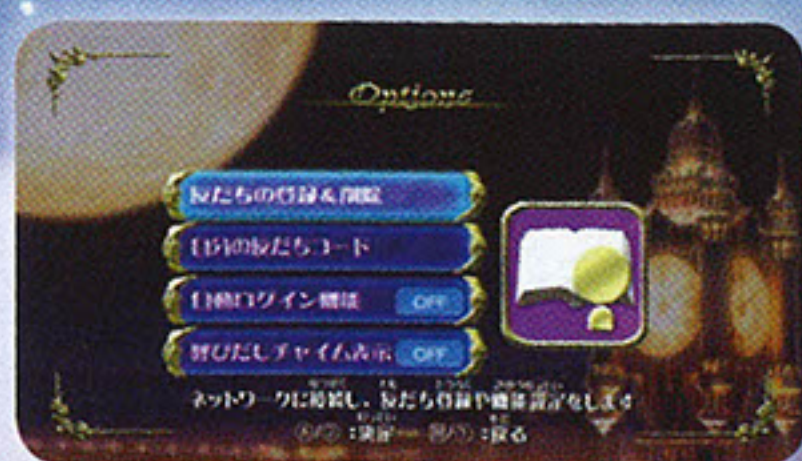 Options
友だちの登録&削除
自分の友だちコード
自動ログイン機能 OFF
呼びだしチャイム表示 OFF
ネットワークに接続し、友だち登録や機能設定をします
:決定 :戻る